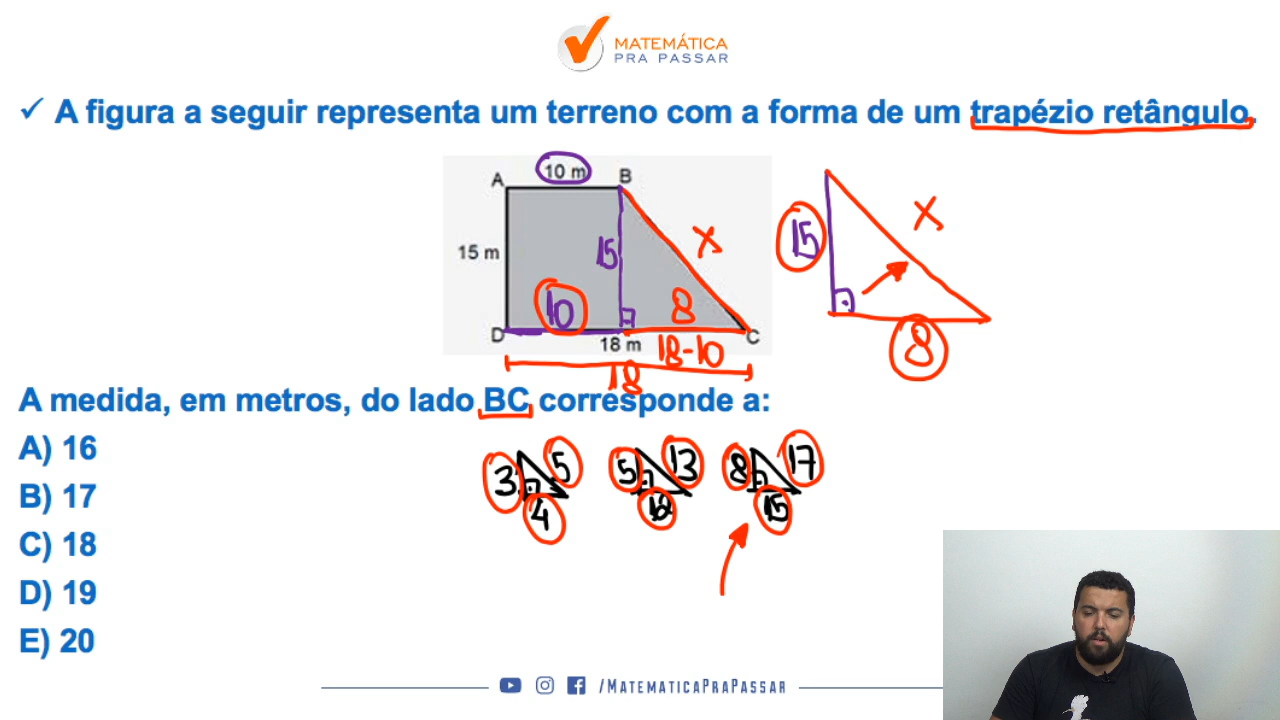 MATEMÁTICA
PRA PASSAR
✓ A figura a seguir representa um terreno com a forma de um trapézio retângulo.
A 10 m B
15 m 15 X
10 8
D 18 m C
18-10
18
15 X
8
A medida, em metros, do lado BC corresponde a:
A) 16
B) 17
C) 18
D) 19
E) 20
3 5 4
5 13 12
8 17 15
/MATEMATICAPRAPASSAR